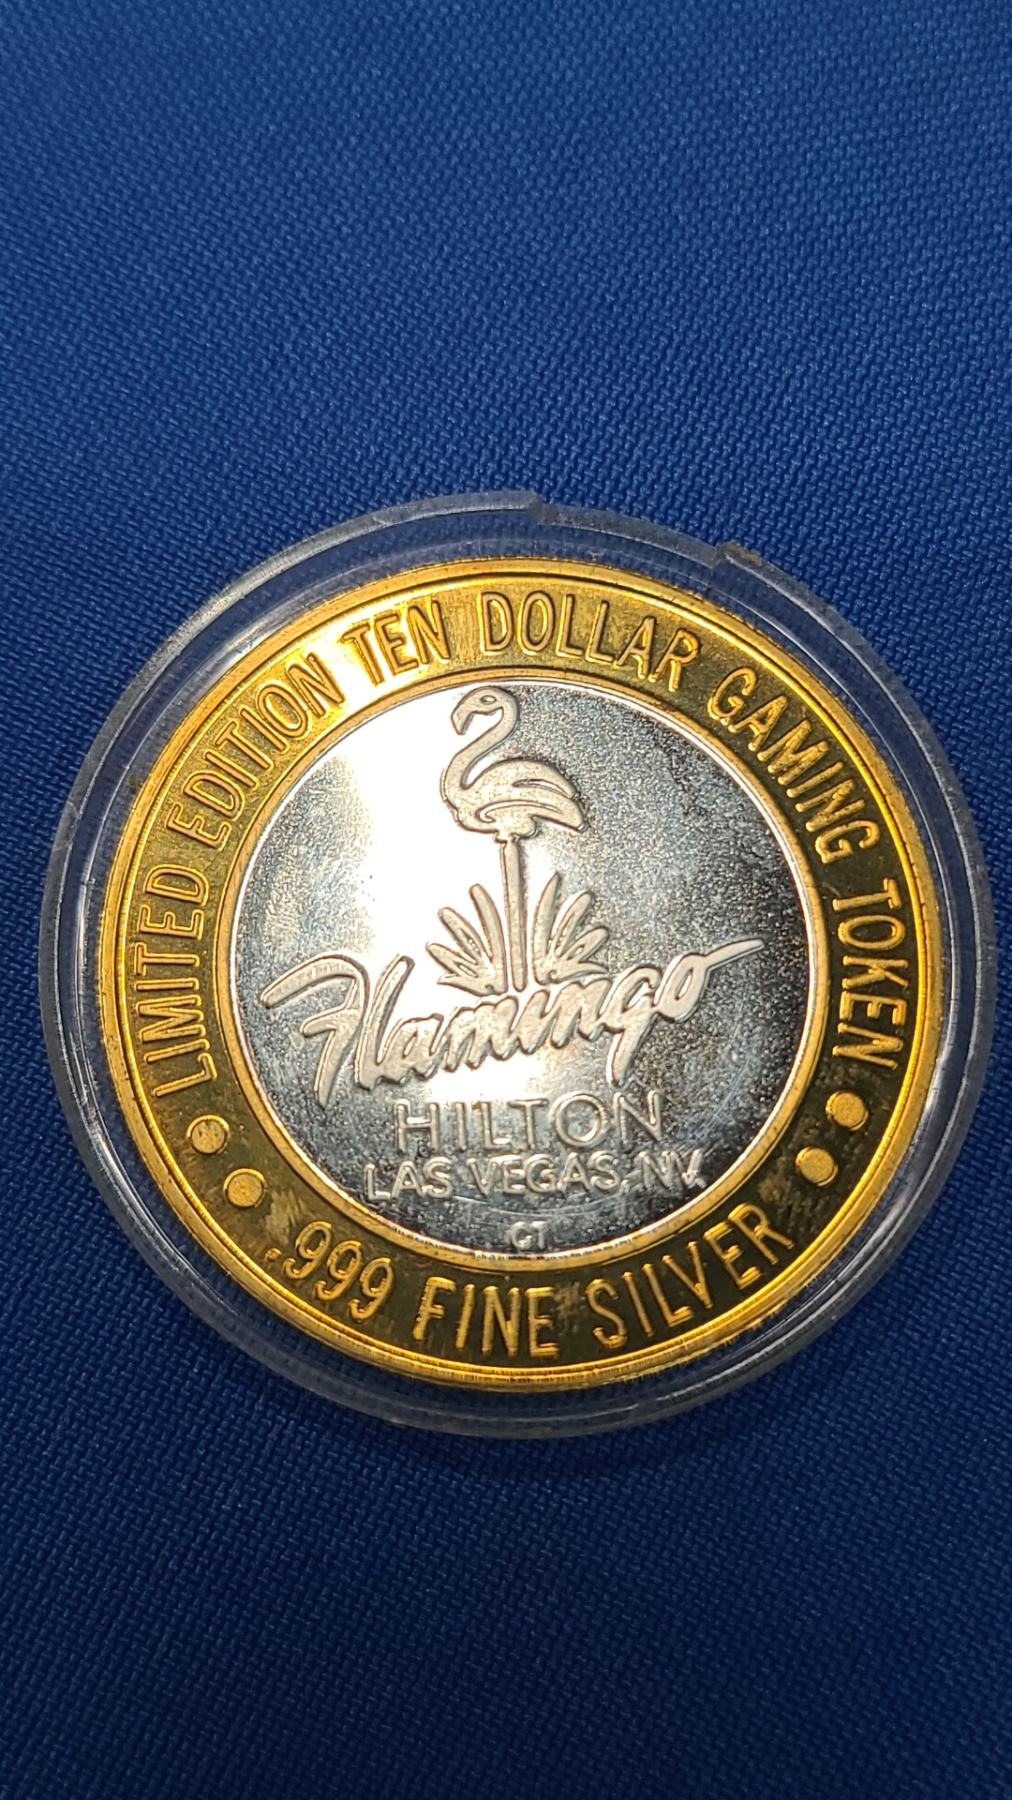 LIMITED EDITION TEN DOLLAR GAMING TOKEN
Flamingo
HILTON
LAS VEGAS, NV.
CT
.999 FINE SILVER